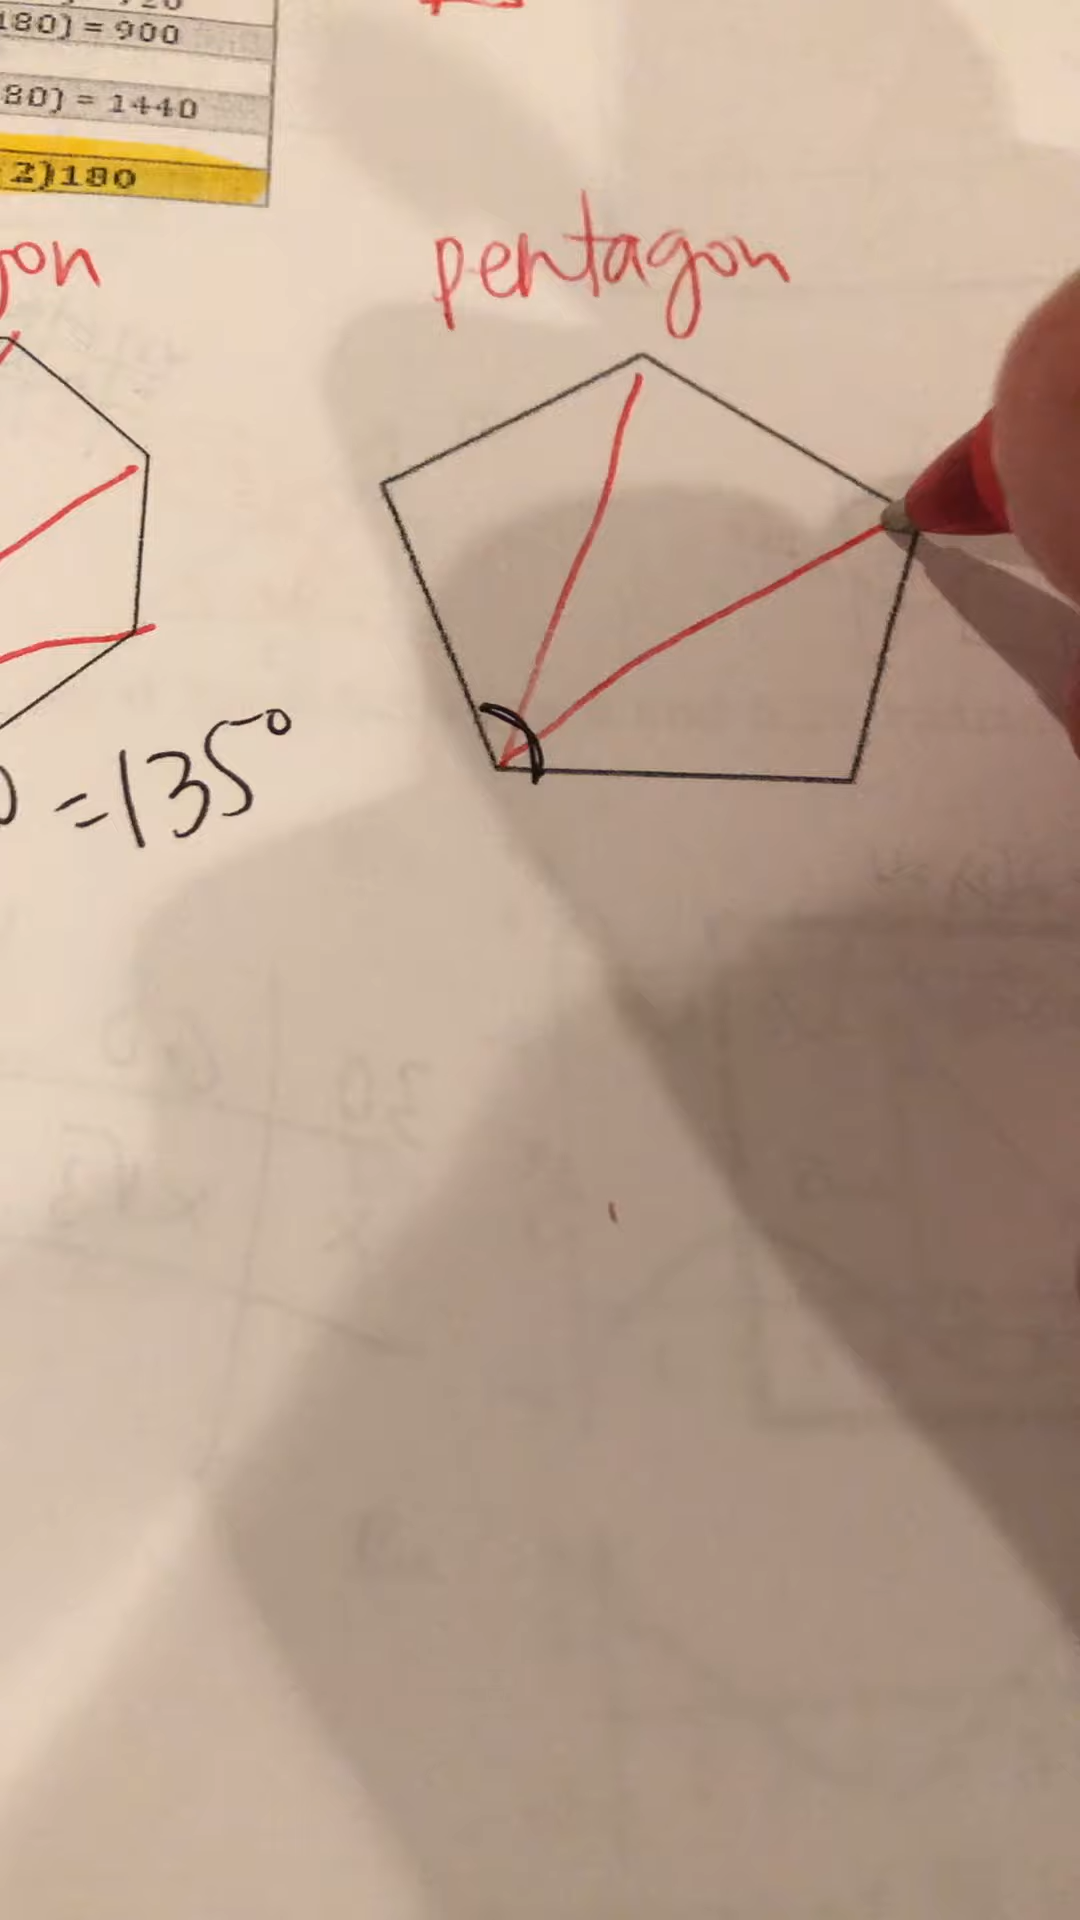 180) = 900
80) = 1440
2)180
gon
pentagon
= 135°